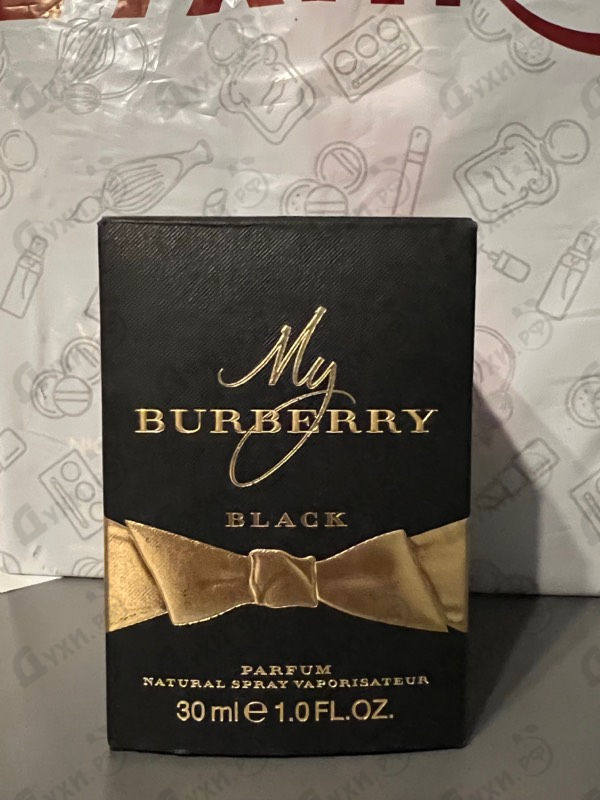 My
BURBERRY
BLACK
PARFUM
NATURAL SPRAY VAPORISATEUR
30 ml ℮ 1.0 FL.OZ.
Духи.рф